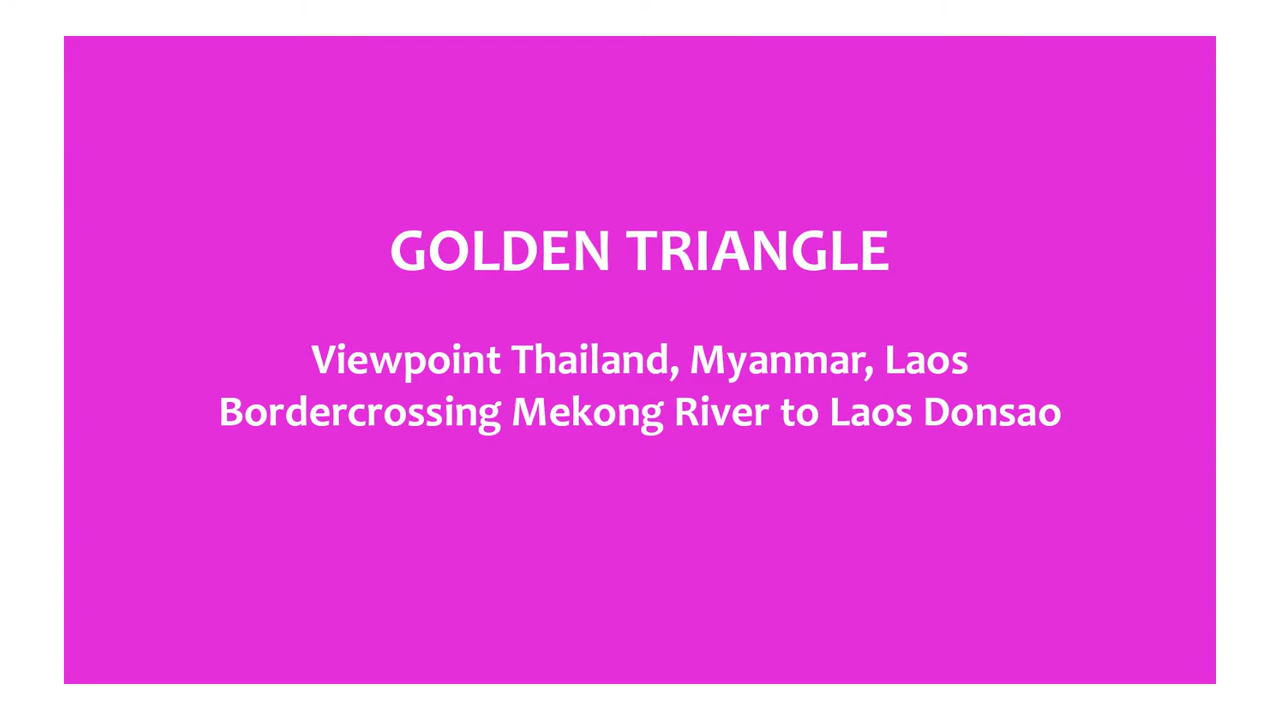 GOLDEN TRIANGLE
Viewpoint Thailand, Myanmar, Laos
Bordercrossing Mekong River to Laos Donsao